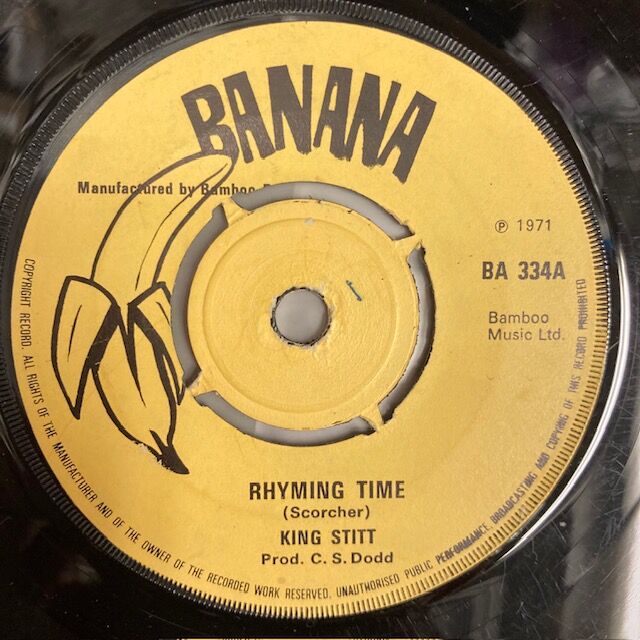 BANANA
Manufactured by Bamboo
℗ 1971
BA 334A
Bamboo
Music Ltd.
RHYMING TIME
(Scorcher)
KING STITT
Prod. C. S. Dodd
COPYRIGHT RECORD. ALL RIGHTS OF THE MANUFACTURER AND OF THE OWNER OF THE RECORDED WORK RESERVED. UNAUTHORISED PUBLIC PERFORMANCE, BROADCASTING AND COPYING OF THIS RECORD PROHIBITED